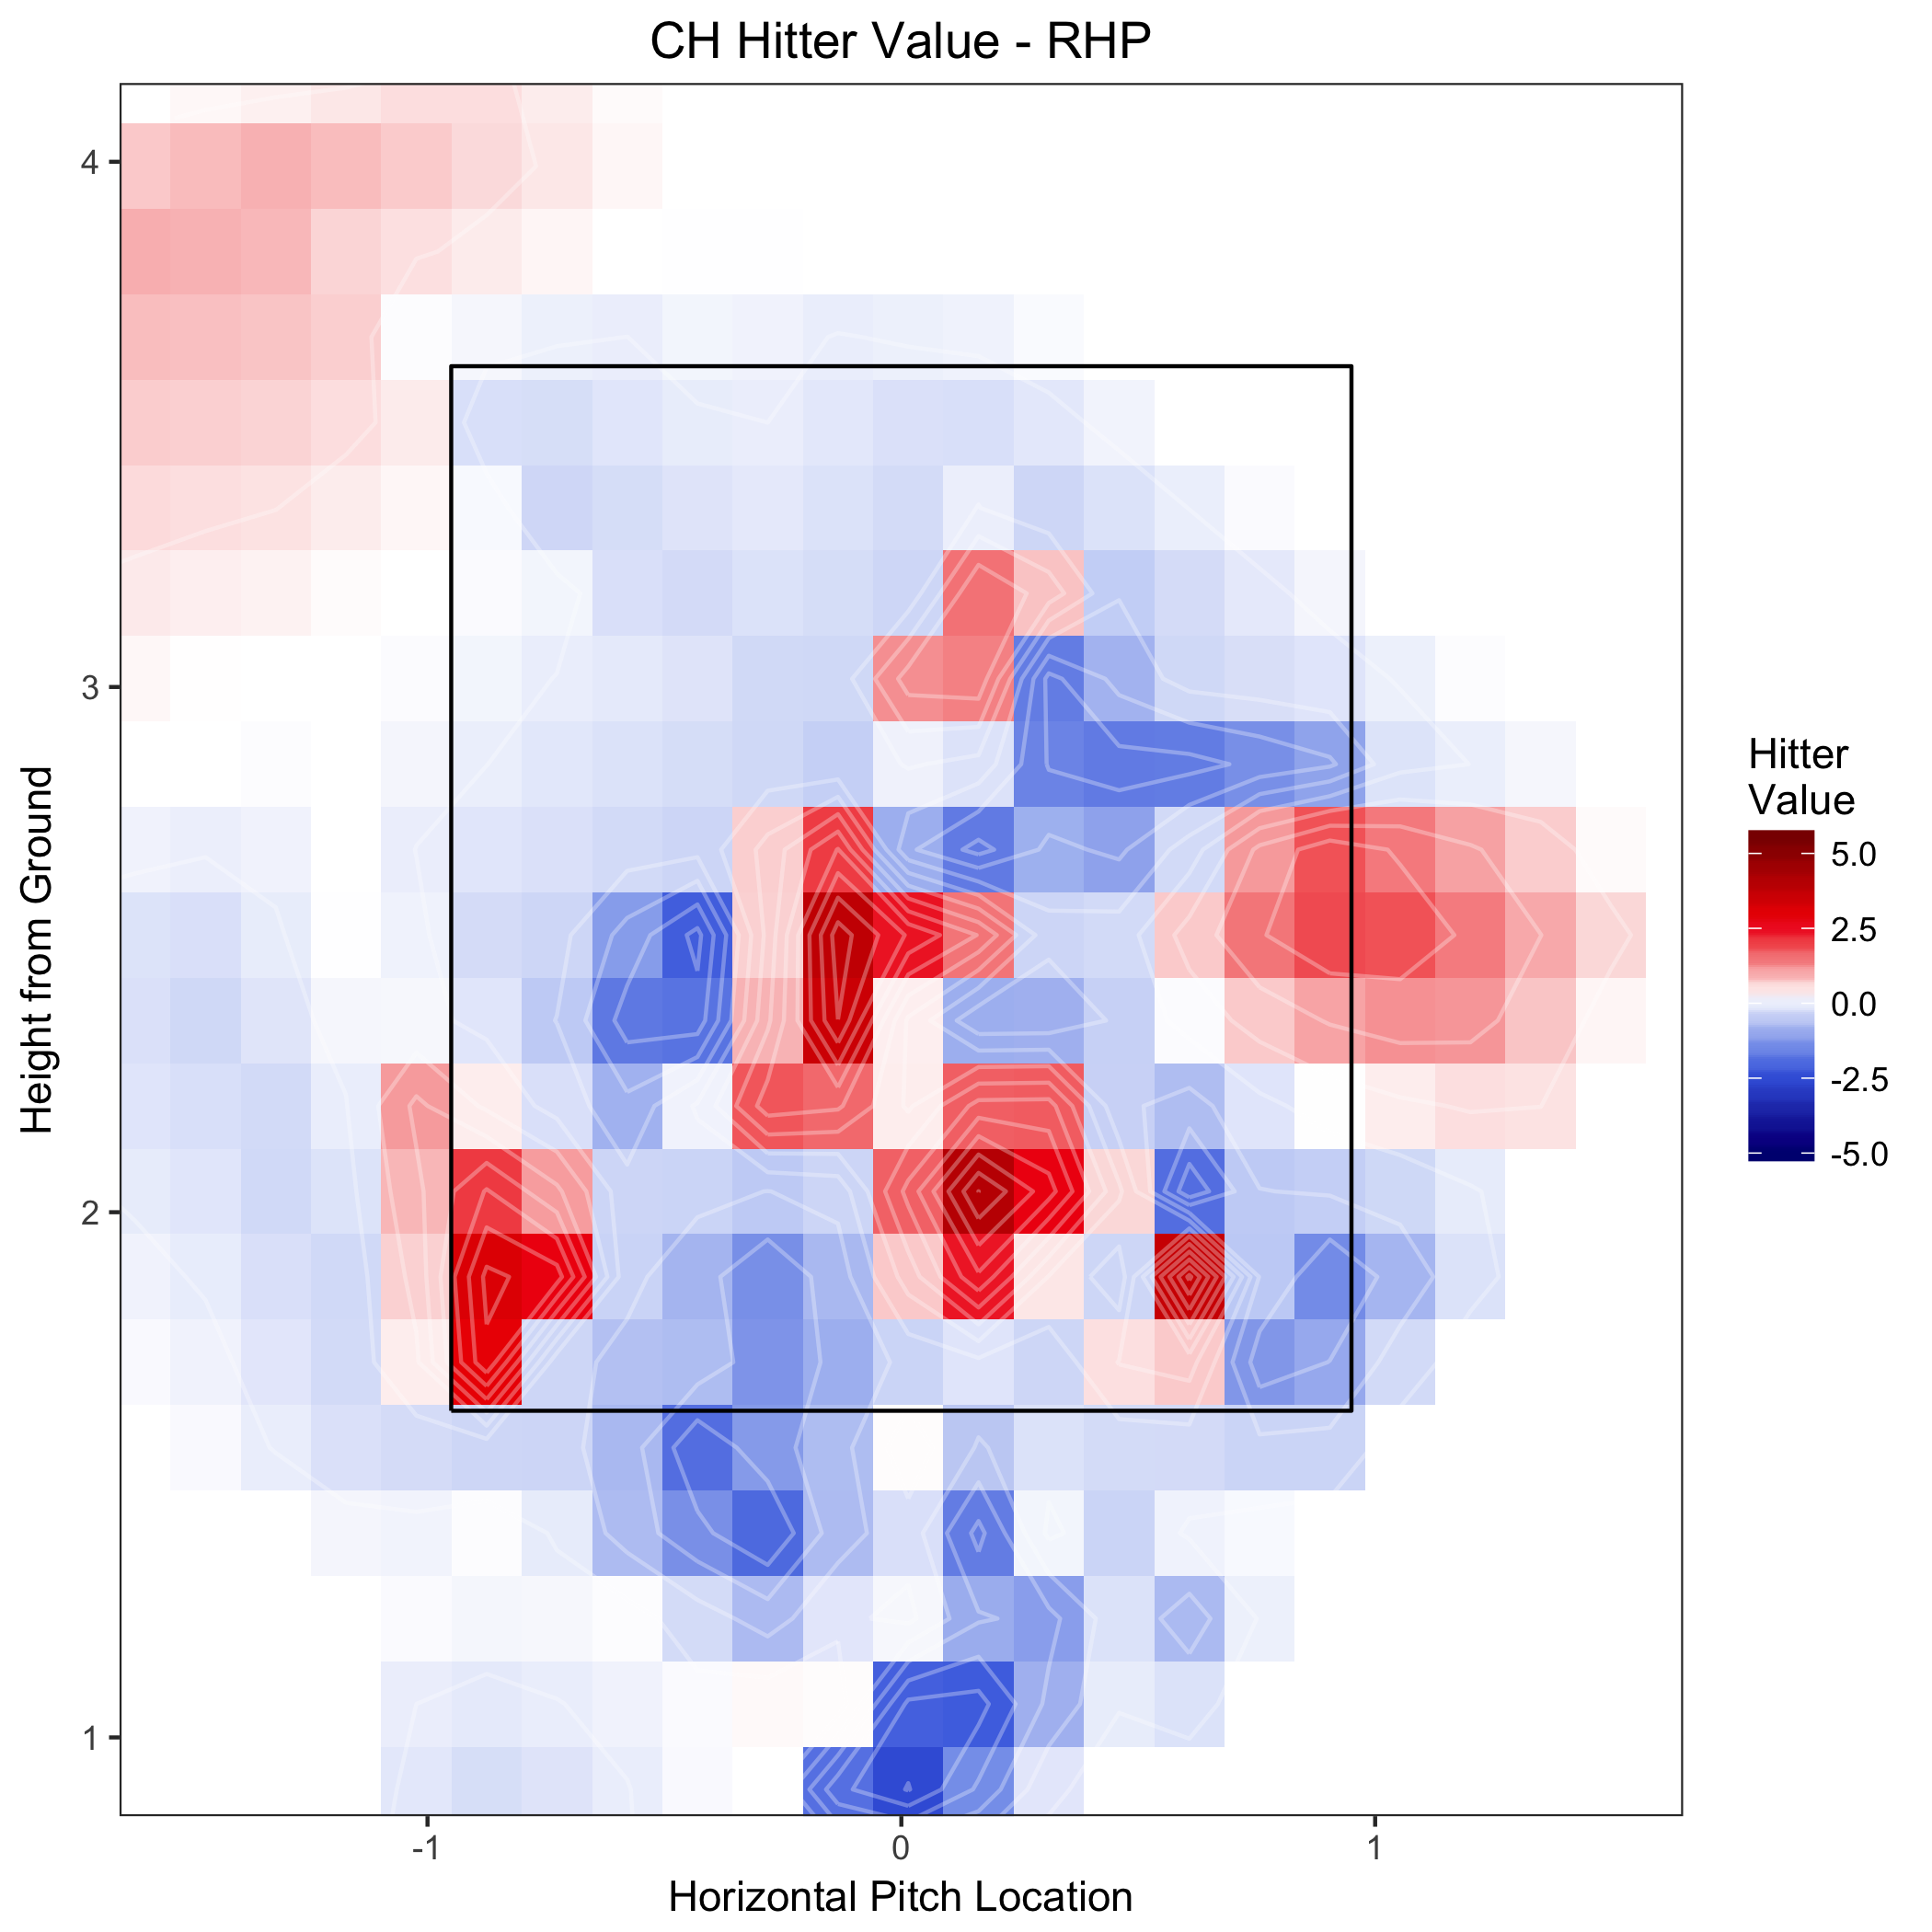 CH Hitter Value - RHP
4
3
2
1
Height from Ground
-1
0
1
Horizontal Pitch Location
Hitter
Value
5.0
2.5
0.0
-2.5
-5.0